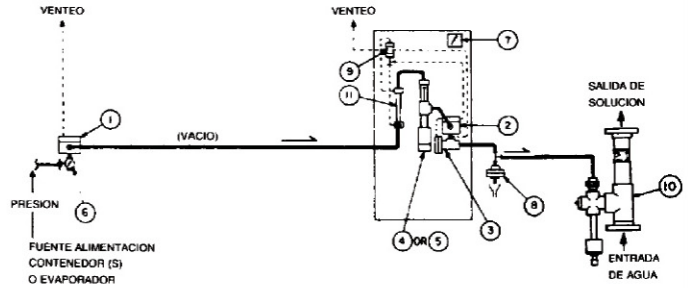 VENTEO
VENTEO
7
9
SALIDA DE
SOLUCION
1
11
2
(VACIO)
10
PRESION
6
8
4 OR 5
3
FUENTE ALIMENTACION
CONTENEDOR (S)
O EVAPORADOR
ENTRADA
DE AGUA